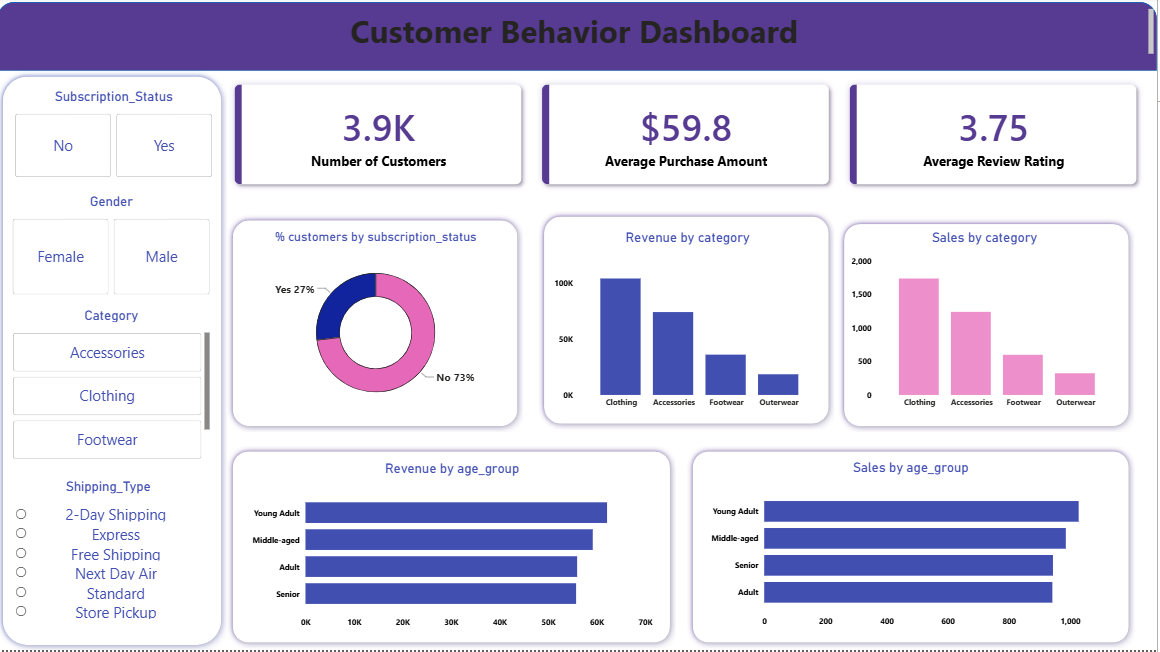 Customer Behavior Dashboard
Subscription_Status
No Yes
Gender
Female Male
Category
Accessories
Clothing
Footwear
Shipping_Type
2-Day Shipping
Express
Free Shipping
Next Day Air
Standard
Store Pickup
3.9K
Number of Customers
$59.8
Average Purchase Amount
3.75
Average Review Rating
% customers by subscription_status
Yes 27%
No 73%
Revenue by category
100K
50K
0K
Clothing Accessories Footwear Outerwear
Sales by category
2,000
1,500
1,000
500
0
Clothing Accessories Footwear Outerwear
Revenue by age_group
Young Adult
Middle-aged
Adult
Senior
0K 10K 20K 30K 40K 50K 60K 70K
Sales by age_group
Young Adult
Middle-aged
Senior
Adult
0 200 400 600 800 1,000